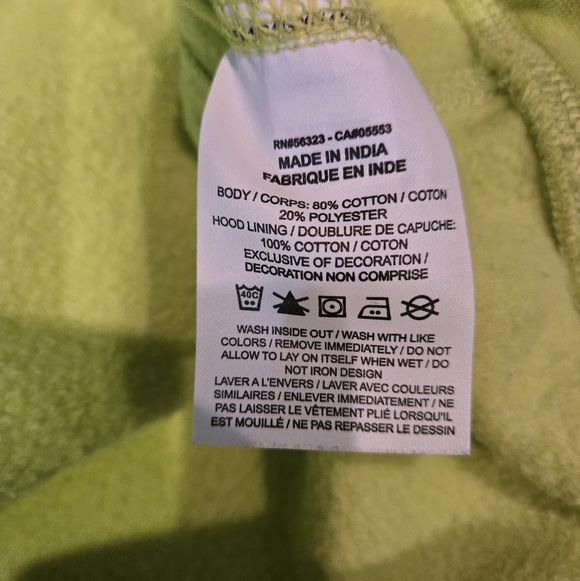 RN#56323 - CA#05553
MADE IN INDIA
FABRIQUE EN INDE
BODY / CORPS: 80% COTTON / COTON
20% POLYESTER
HOOD LINING / DOUBLURE DE CAPUCHE:
100% COTTON / COTON
EXCLUSIVE OF DECORATION /
DECORATION NON COMPRISE
40C
WASH INSIDE OUT / WASH WITH LIKE
COLORS / REMOVE IMMEDIATELY / DO NOT
ALLOW TO LAY ON ITSELF WHEN WET / DO
NOT IRON DESIGN
LAVER A L'ENVERS / LAVER AVEC COULEURS
SIMILAIRES / ENLEVER IMMEDIATEMENT / NE
PAS LAISSER LE VÊTEMENT PLIÉ LORSQU'IL
EST MOUILLÉ / NE PAS REPASSER LE DESSIN